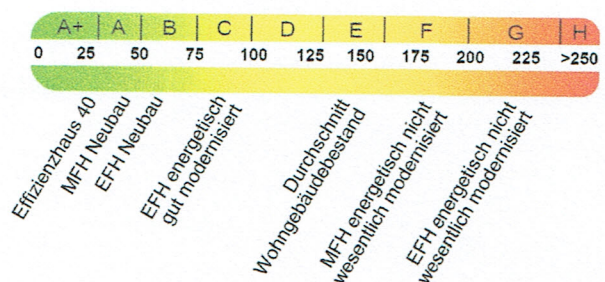 A+ A B C D E F G H
0 25 50 75 100 125 150 175 200 225 >250
Effizienzhaus 40
MFH Neubau
EFH Neubau
EFH energetisch
gut modernisiert
Durchschnitt
Wohngebäudebestand
MFH energetisch nicht
wesentlich modernisiert
EFH energetisch nicht
wesentlich modernisiert